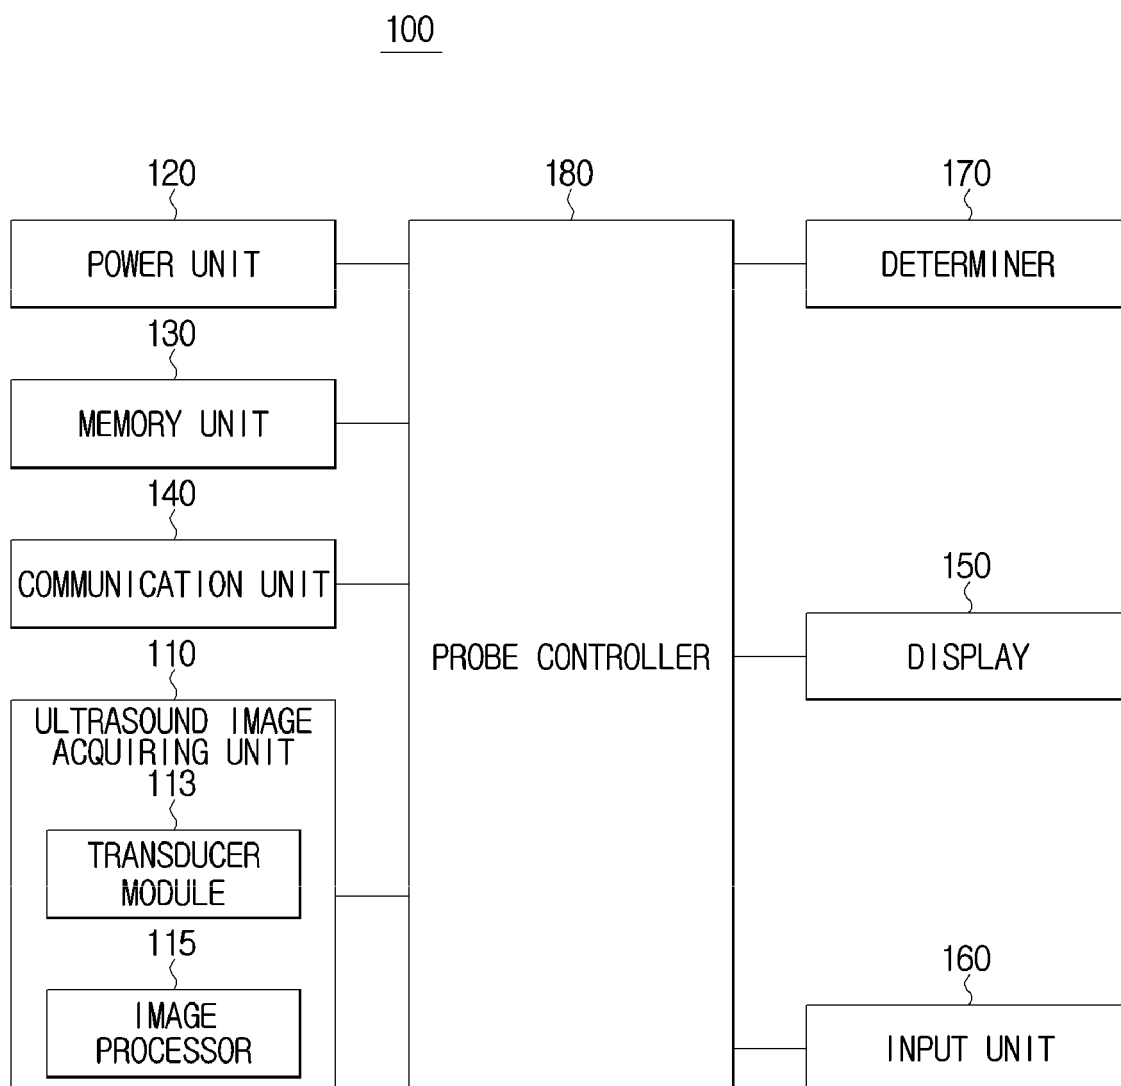 100
120
POWER UNIT
130
MEMORY UNIT
140
COMMUNICATION UNIT
110
ULTRASOUND IMAGE
ACQUIRING UNIT
113
TRANSDUCER
MODULE
115
IMAGE
PROCESSOR
180
PROBE CONTROLLER
170
DETERMINER
150
DISPLAY
160
INPUT UNIT